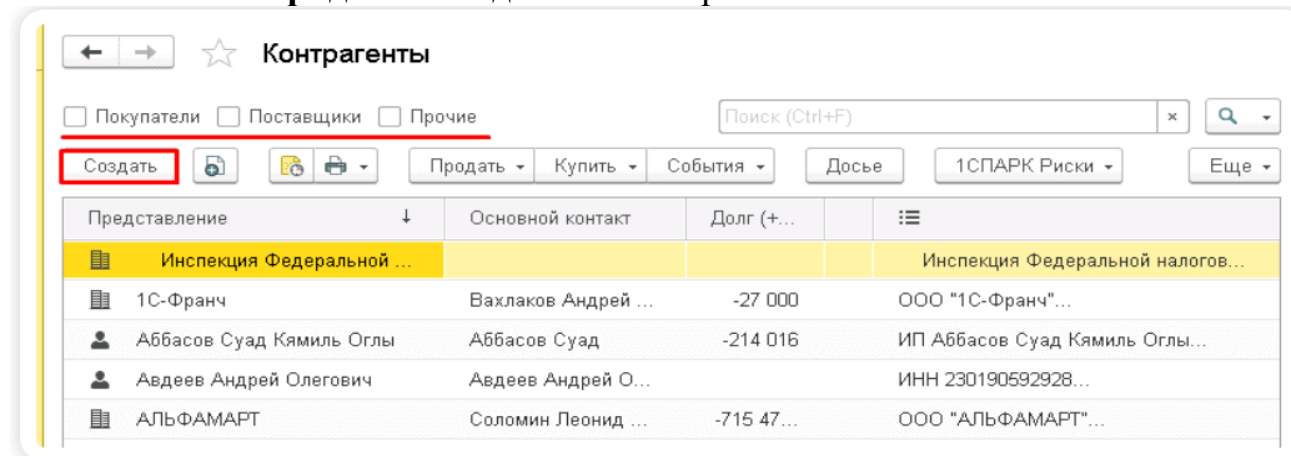 Контрагенты
Покупатели Поставщики Прочие Поиск (Ctrl+F)
Создать Продать Купить События Досье 1СПАРК Риски Еще
Представление Основной контакт Долг (+...
Инспекция Федеральной ... Инспекция Федеральной налогов...
1С-Франч Вахлаков Андрей ... -27 000 ООО "1С-Франч"...
Аббасов Суад Кямиль Оглы Аббасов Суад -214 016 ИП Аббасов Суад Кямиль Оглы...
Авдеев Андрей Олегович Авдеев Андрей О... ИНН 230190592928...
АЛЬФАМАРТ Соломин Леонид ... -715 47... ООО "АЛЬФАМАРТ"...